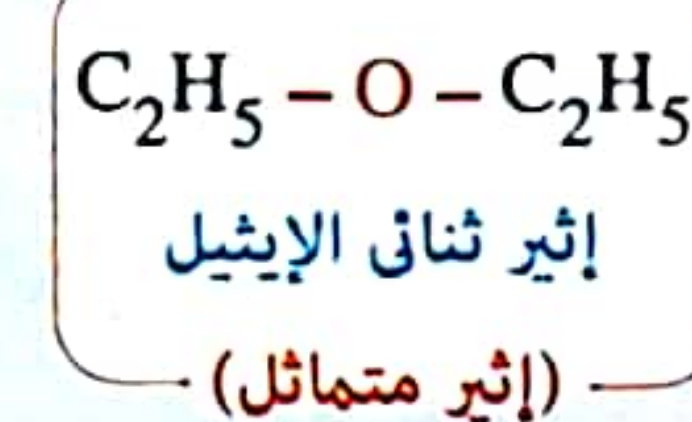 C₂H₅ – O – C₂H₅
إثير ثنائى الإيثيل
(إثير متماثل)